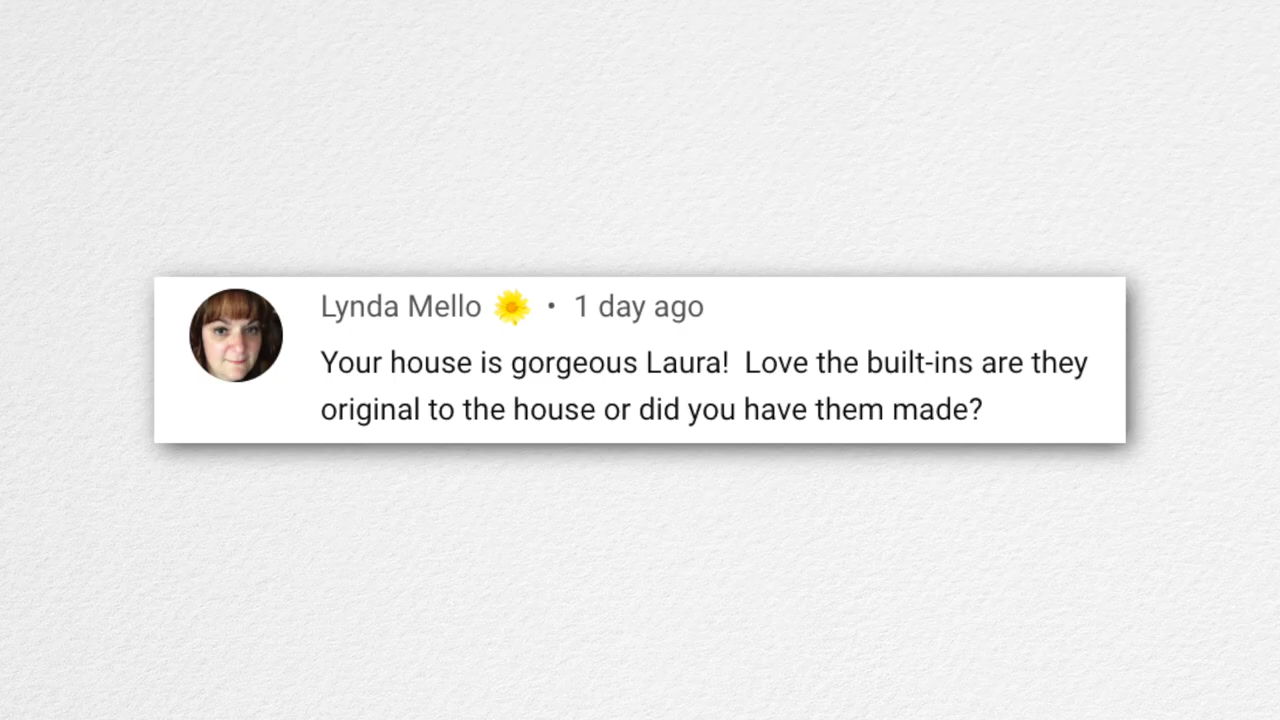 Lynda Mello • 1 day ago
Your house is gorgeous Laura!  Love the built-ins are they
original to the house or did you have them made?